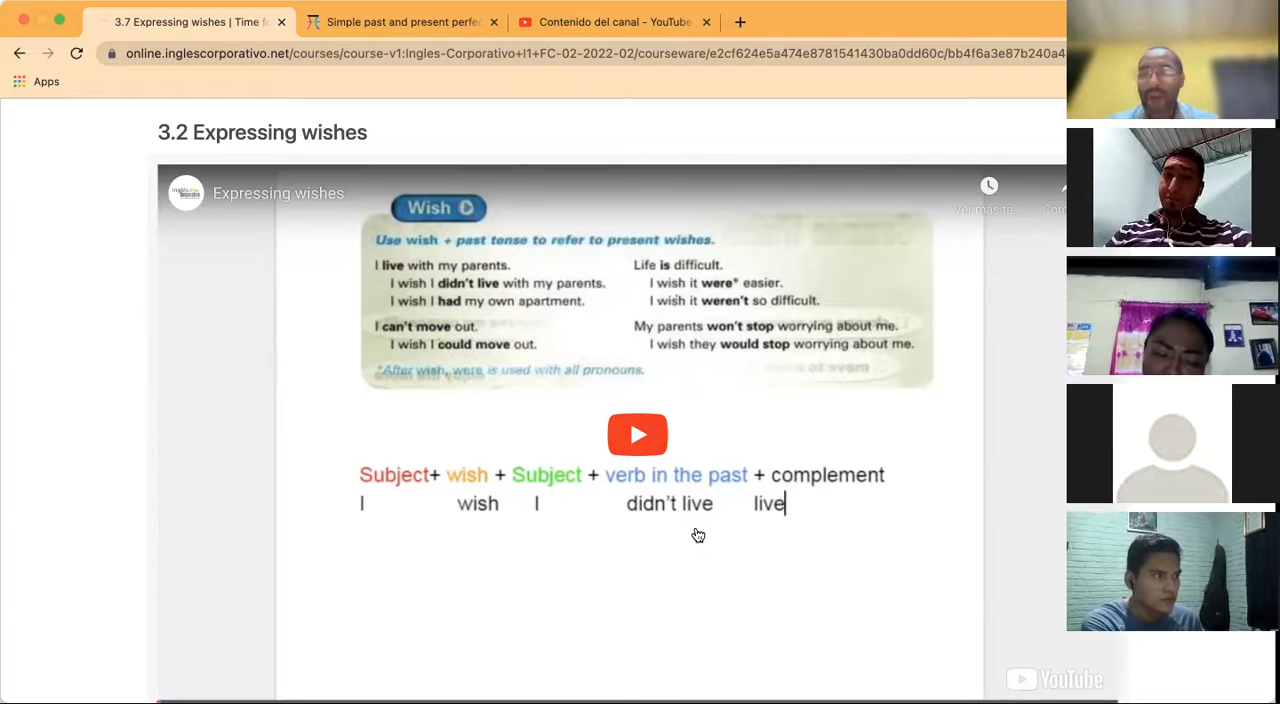 3.7 Expressing wishes | Time fo
Simple past and present perfec
Contenido del canal - YouTube
online.inglescorporativo.net/courses/course-v1:Ingles-Corporativo+I1+FC-02-2022-02/courseware/e2cf624e5a474e8781541430ba0dd60c/bb4f6a3e87b240a4
Apps
3.2 Expressing wishes
Expressing wishes
Ver más ta
Com
Wish
Use wish + past tense to refer to present wishes.
I live with my parents.
I wish I didn't live with my parents.
I wish I had my own apartment.
I can't move out.
I wish I could move out.
Life is difficult.
I wish it were* easier.
I wish it weren't so difficult.
My parents won't stop worrying about me.
I wish they would stop worrying about me.
*After wish, were is used with all pronouns.
Subject+ wish + Subject + verb in the past + complement
I wish I didn't live live
YouTube